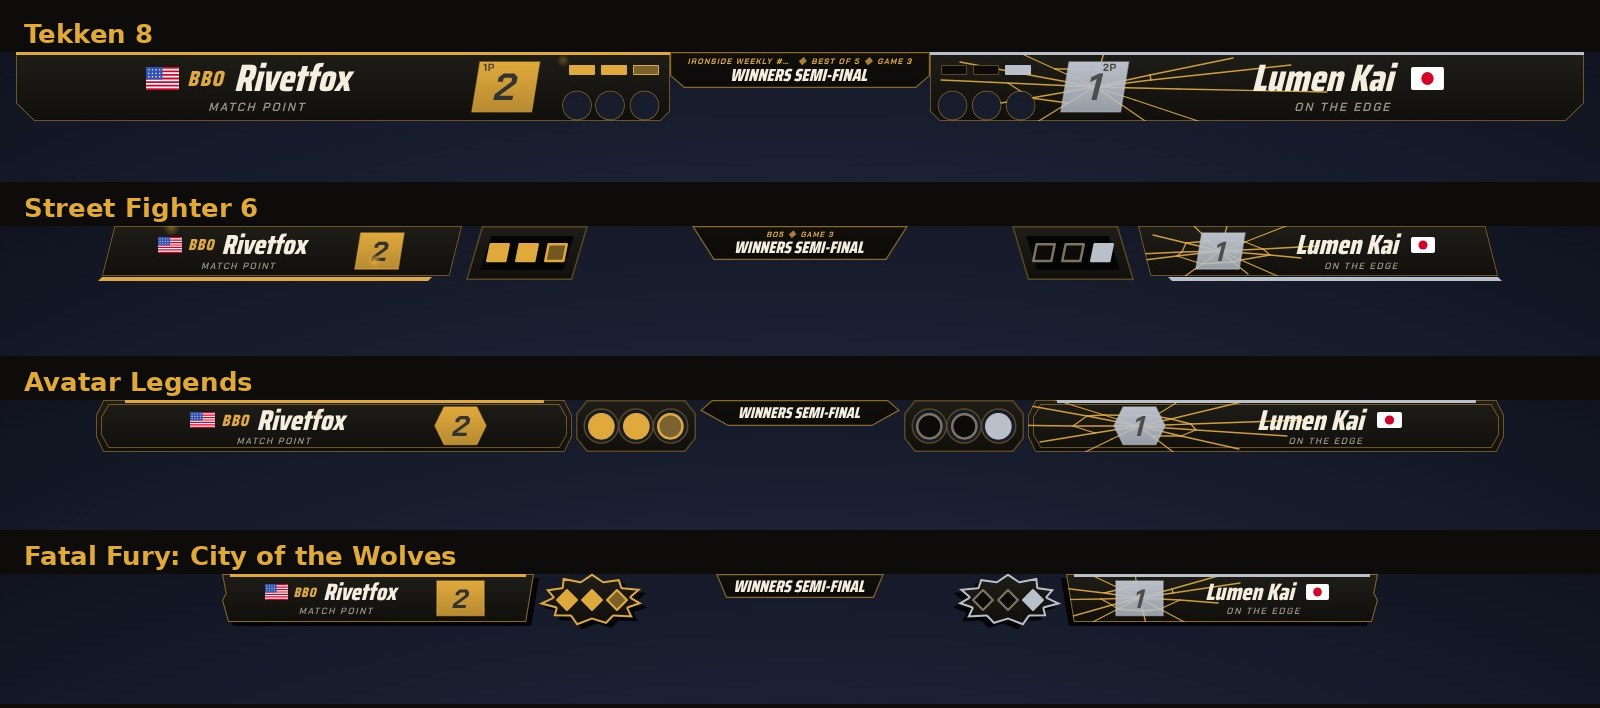 Tekken 8
BBO Rivetfox
MATCH POINT
1P
2
IRONSIDE WEEKLY #… ◆ BEST OF 5 ◆ GAME 3
WINNERS SEMI-FINAL
2P
1
Lumen Kai
ON THE EDGE
Street Fighter 6
BBO Rivetfox
MATCH POINT
2
BO5 ◆ GAME 3
WINNERS SEMI-FINAL
1
Lumen Kai
ON THE EDGE
Avatar Legends
BBO Rivetfox
MATCH POINT
2
WINNERS SEMI-FINAL
1
Lumen Kai
ON THE EDGE
Fatal Fury: City of the Wolves
BBO Rivetfox
MATCH POINT
2
WINNERS SEMI-FINAL
1
Lumen Kai
ON THE EDGE